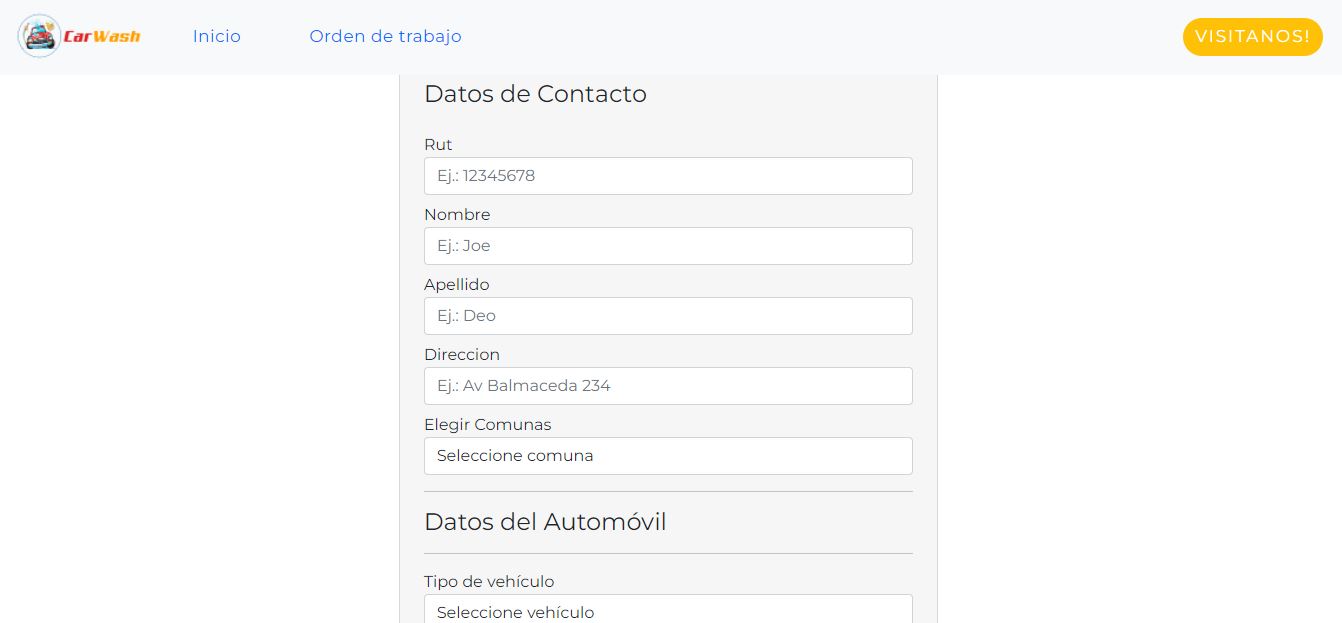 CarWash
Inicio
Orden de trabajo
VISITANOS!
Datos de Contacto
Rut
Ej.: 12345678
Nombre
Ej.: Joe
Apellido
Ej.: Deo
Direccion
Ej.: Av Balmaceda 234
Elegir Comunas
Seleccione comuna
Datos del Automóvil
Tipo de vehículo
Seleccione vehículo